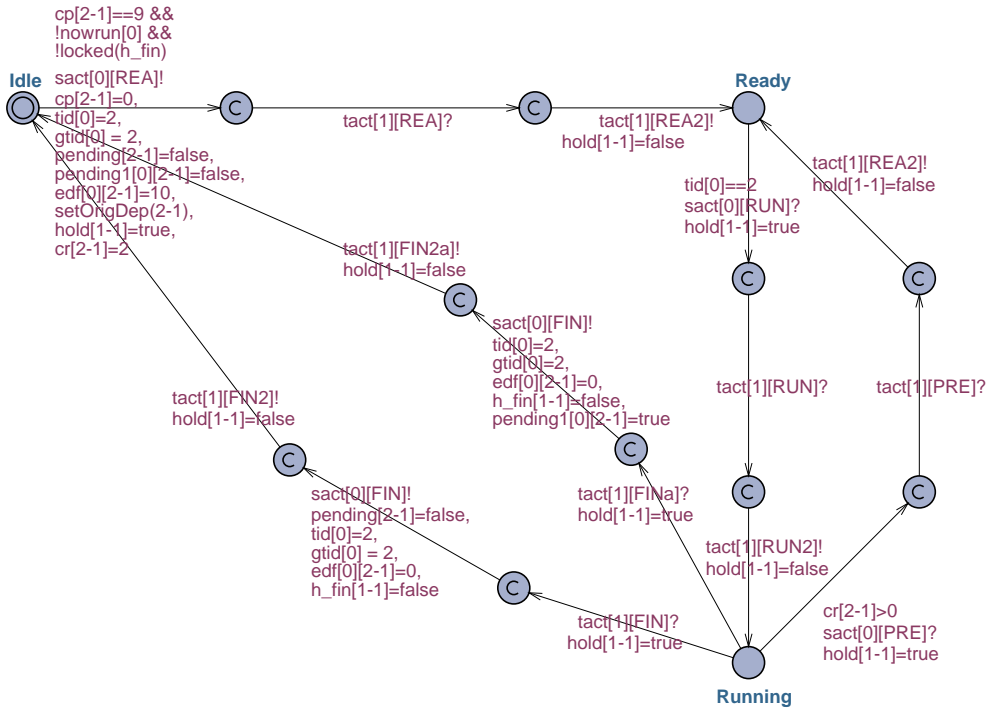 cp[2-1]==9 &&
!nowrun[0] &&
!locked(h_fin)
Idle
sact[0][REA]!
cp[2-1]=0,
tid[0]=2,
gtid[0] = 2,
pending[2-1]=false,
pending1[0][2-1]=false,
edf[0][2-1]=10,
setOrigDep(2-1),
hold[1-1]=true,
cr[2-1]=2
C
tact[1][REA]?
C
tact[1][REA2]!
hold[1-1]=false
Ready
tact[1][REA2]!
hold[1-1]=false
tid[0]==2
sact[0][RUN]?
hold[1-1]=true
C
C
tact[1][FIN2a]!
hold[1-1]=false
C
sact[0][FIN]!
tid[0]=2,
gtid[0]=2,
edf[0][2-1]=0,
h_fin[1-1]=false,
pending1[0][2-1]=true
tact[1][RUN]?
tact[1][PRE]?
tact[1][FIN2]!
hold[1-1]=false
C
C
sact[0][FIN]!
pending[2-1]=false,
tid[0]=2,
gtid[0] = 2,
edf[0][2-1]=0,
h_fin[1-1]=false
tact[1][FINa]?
hold[1-1]=true
C
C
tact[1][RUN2]!
hold[1-1]=false
C
tact[1][FIN]?
hold[1-1]=true
cr[2-1]>0
sact[0][PRE]?
hold[1-1]=true
Running